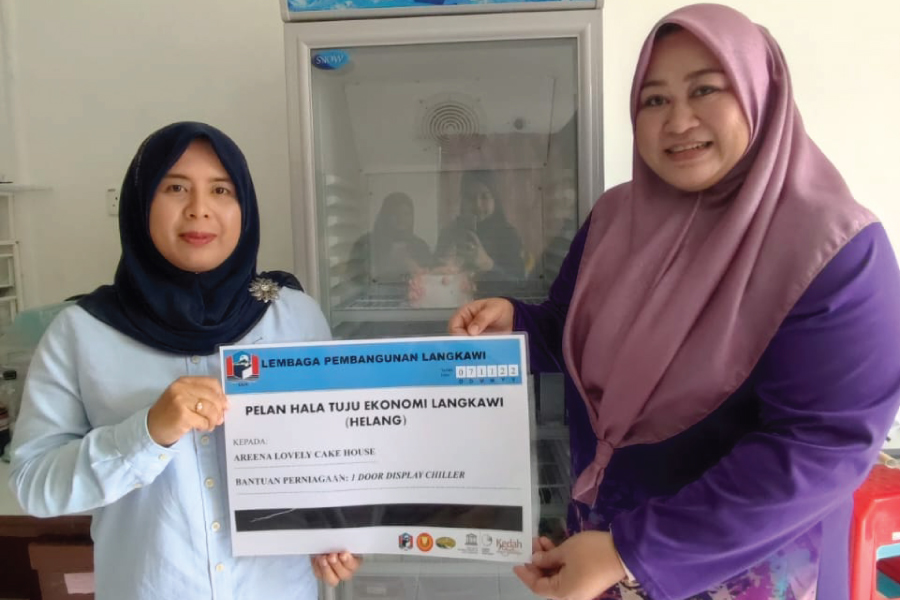 SNOW
LEMBAGA PEMBANGUNAN LANGKAWI
071122
D D M M Y Y
PELAN HALA TUJU EKONOMI LANGKAWI
(HELANG)
KEPADA:
AREENA LOVELY CAKE HOUSE
BANTUAN PERNIAGAAN: 1 DOOR DISPLAY CHILLER
Kedah